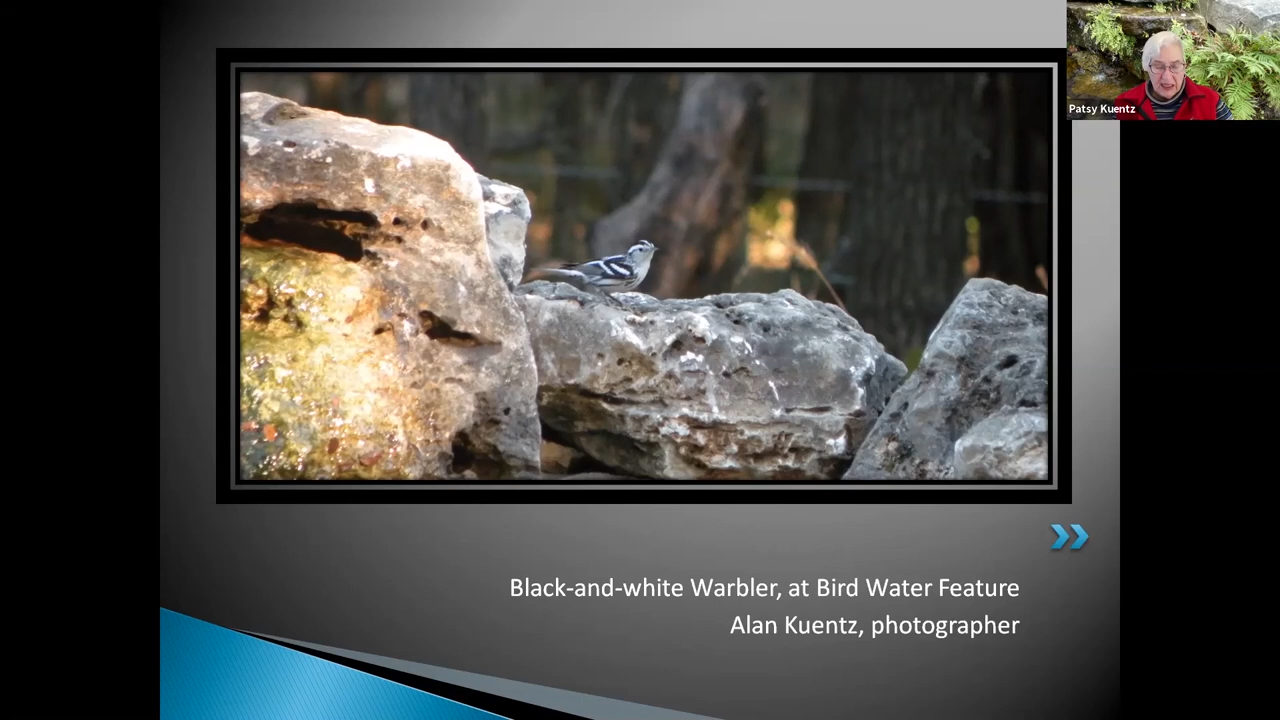 Patsy Kuentz
Black-and-white Warbler, at Bird Water Feature
Alan Kuentz, photographer